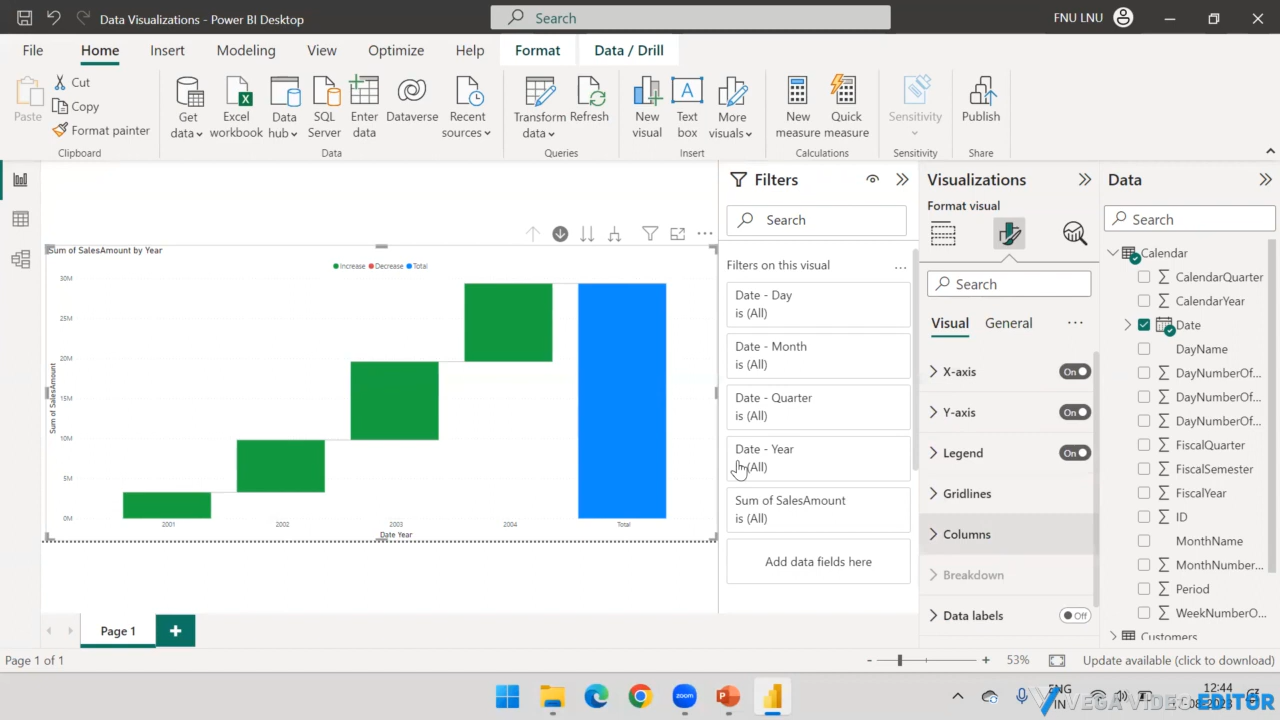 Data Visualizations - Power BI Desktop
Search
FNU LNU
File Home Insert Modeling View Optimize Help Format Data / Drill
Paste
Cut
Copy
Format painter
Clipboard
Get data
Excel workbook
Data hub
SQL Server
Enter data
Dataverse
Recent sources
Data
Transform data
Refresh
Queries
New visual
Text box
More visuals
Insert
New measure
Quick measure
Calculations
Sensitivity
Sensitivity
Publish
Share
Sum of SalesAmount by Year
Increase Decrease Total
30M
25M
20M
15M
10M
5M
0M
Sum of SalesAmount
2001 2002 2003 2004 Total
Date Year
Filters
Search
Filters on this visual
Date - Day
is (All)
Date - Month
is (All)
Date - Quarter
is (All)
Date - Year
(All)
Sum of SalesAmount
is (All)
Add data fields here
Visualizations
Format visual
Search
Visual General
X-axis On
Y-axis On
Legend On
Gridlines
Columns
Breakdown
Data labels Off
Data
Search
Calendar
CalendarQuarter
CalendarYear
Date
DayName
DayNumberOf...
DayNumberOf...
DayNumberOf...
FiscalQuarter
FiscalSemester
FiscalYear
ID
MonthName
MonthNumber...
Period
WeekNumberO...
Customers
Page 1
Page 1 of 1
53%
Update available (click to download)
zoom
ENG
IN
12:44
VEGA VIDEO EDITOR